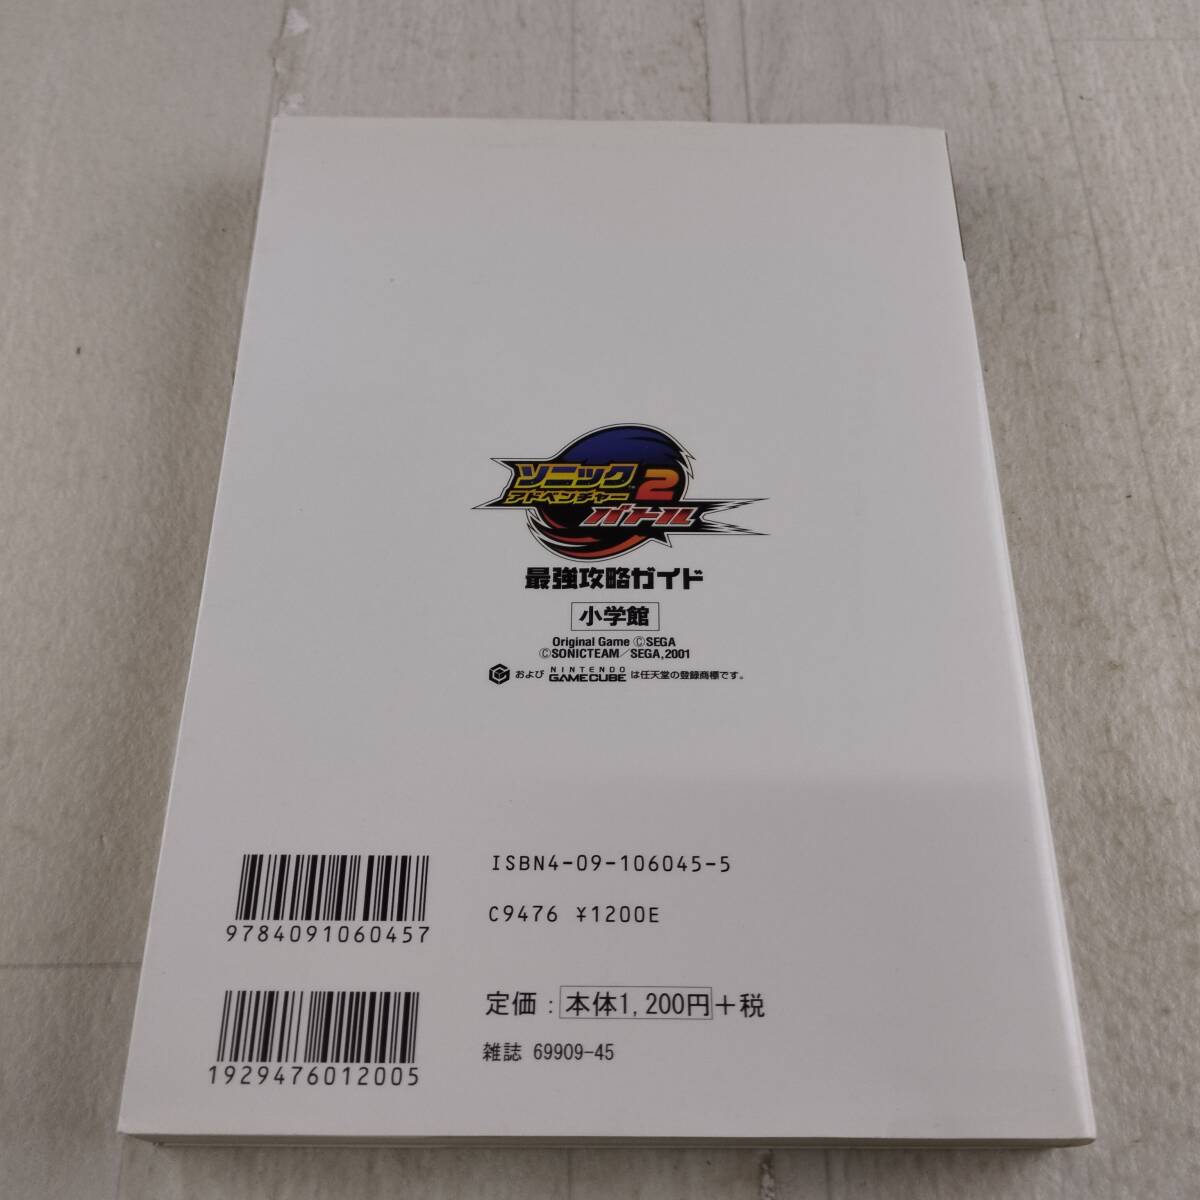 ソニック
アドベンチャー2
バトル
最強攻略ガイド
小学館
Original Game ©SEGA
©SONICTEAM/SEGA,2001
および NINTENDO GAMECUBE は任天堂の登録商標です。
ISBN4-09-106045-5
C9476 ¥1200E
9784091060457
定価：本体1,200円＋税
雑誌 69909-45
1929476012005